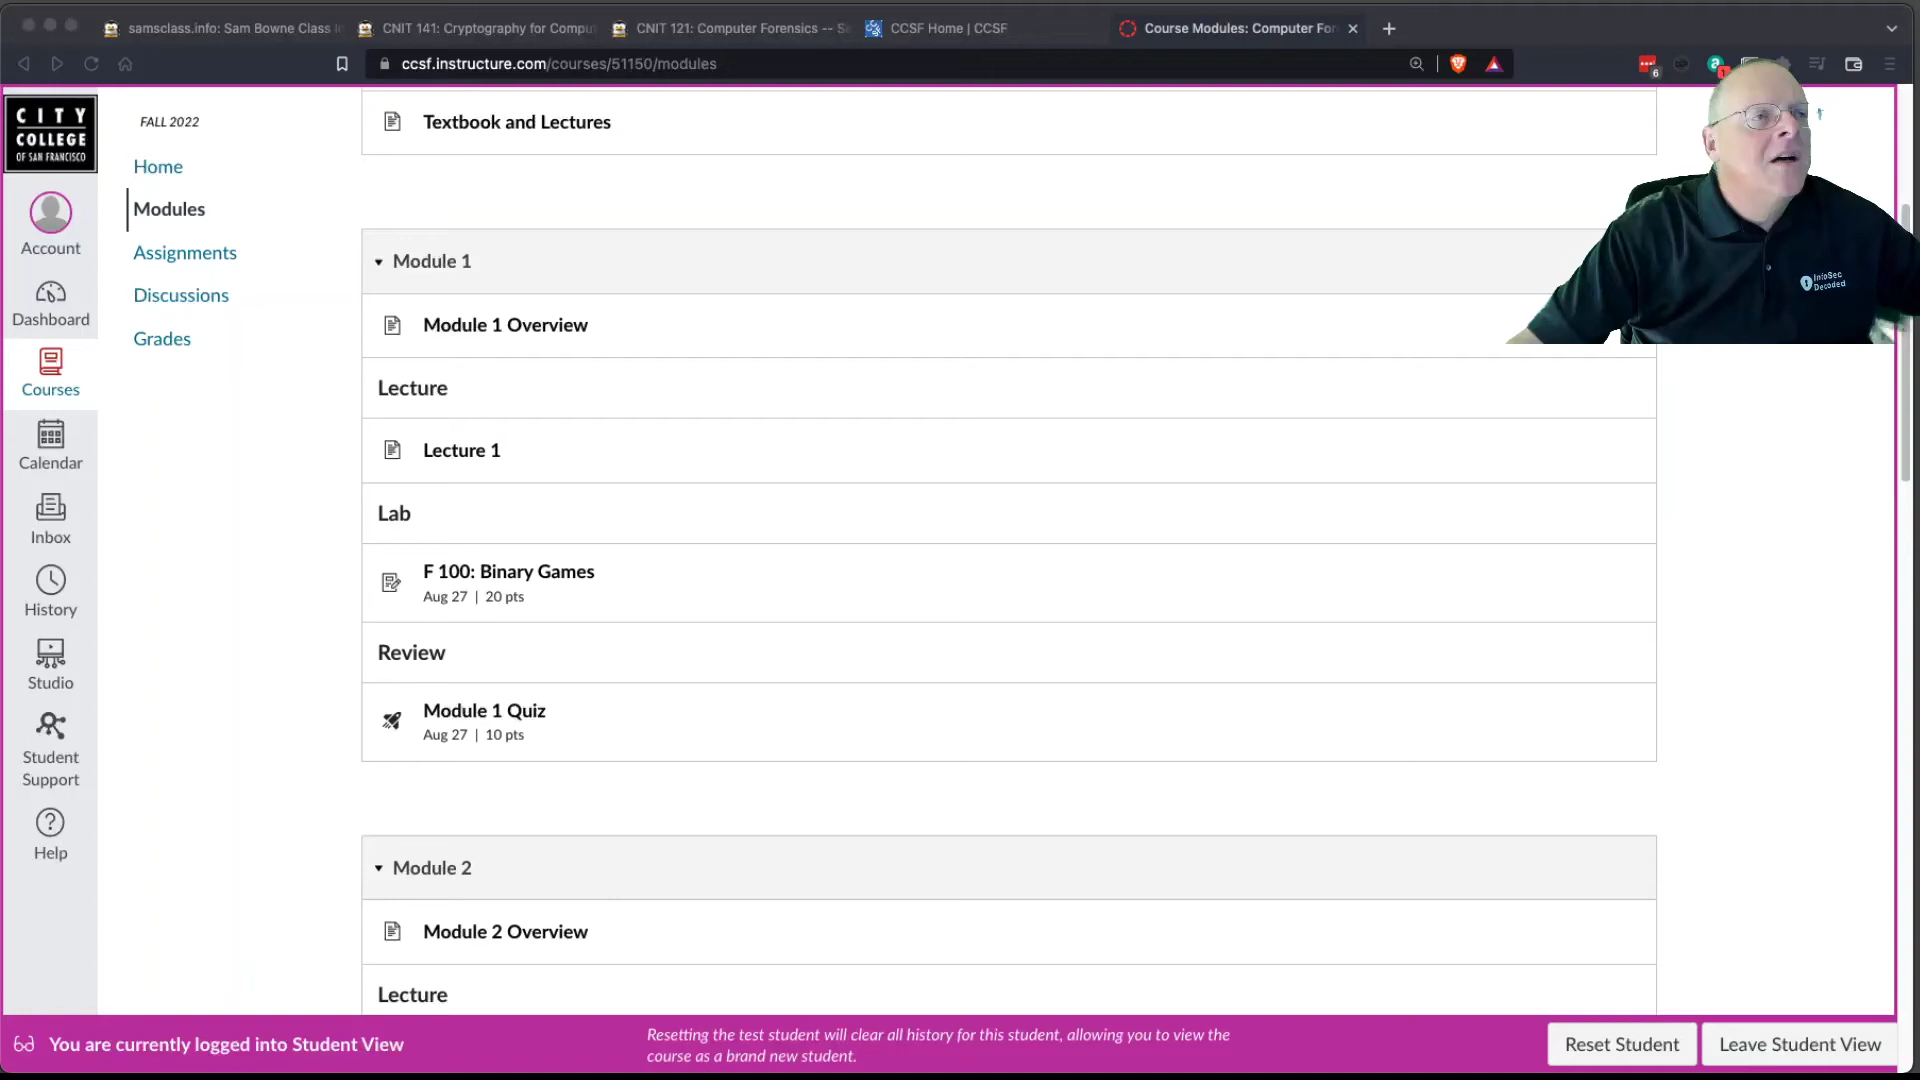 samsclass.info: Sam Bowne Class
CNIT 141: Cryptography for Compu
CNIT 121: Computer Forensics -- S
CCSF Home | CCSF
Course Modules: Computer For
ccsf.instructure.com/courses/51150/modules
6
1
CITY
COLLEGE
OF SAN FRANCISCO
Account
Dashboard
Courses
Calendar
Inbox
History
Studio
Student
Support
Help
FALL 2022
Home
Modules
Assignments
Discussions
Grades
Textbook and Lectures
Module 1
Module 1 Overview
Lecture
Lecture 1
Lab
F 100: Binary Games
Aug 27 | 20 pts
Review
Module 1 Quiz
Aug 27 | 10 pts
Module 2
Module 2 Overview
Lecture
InfoSec
Decoded
You are currently logged into Student View
Resetting the test student will clear all history for this student, allowing you to view the
course as a brand new student.
Reset Student
Leave Student View